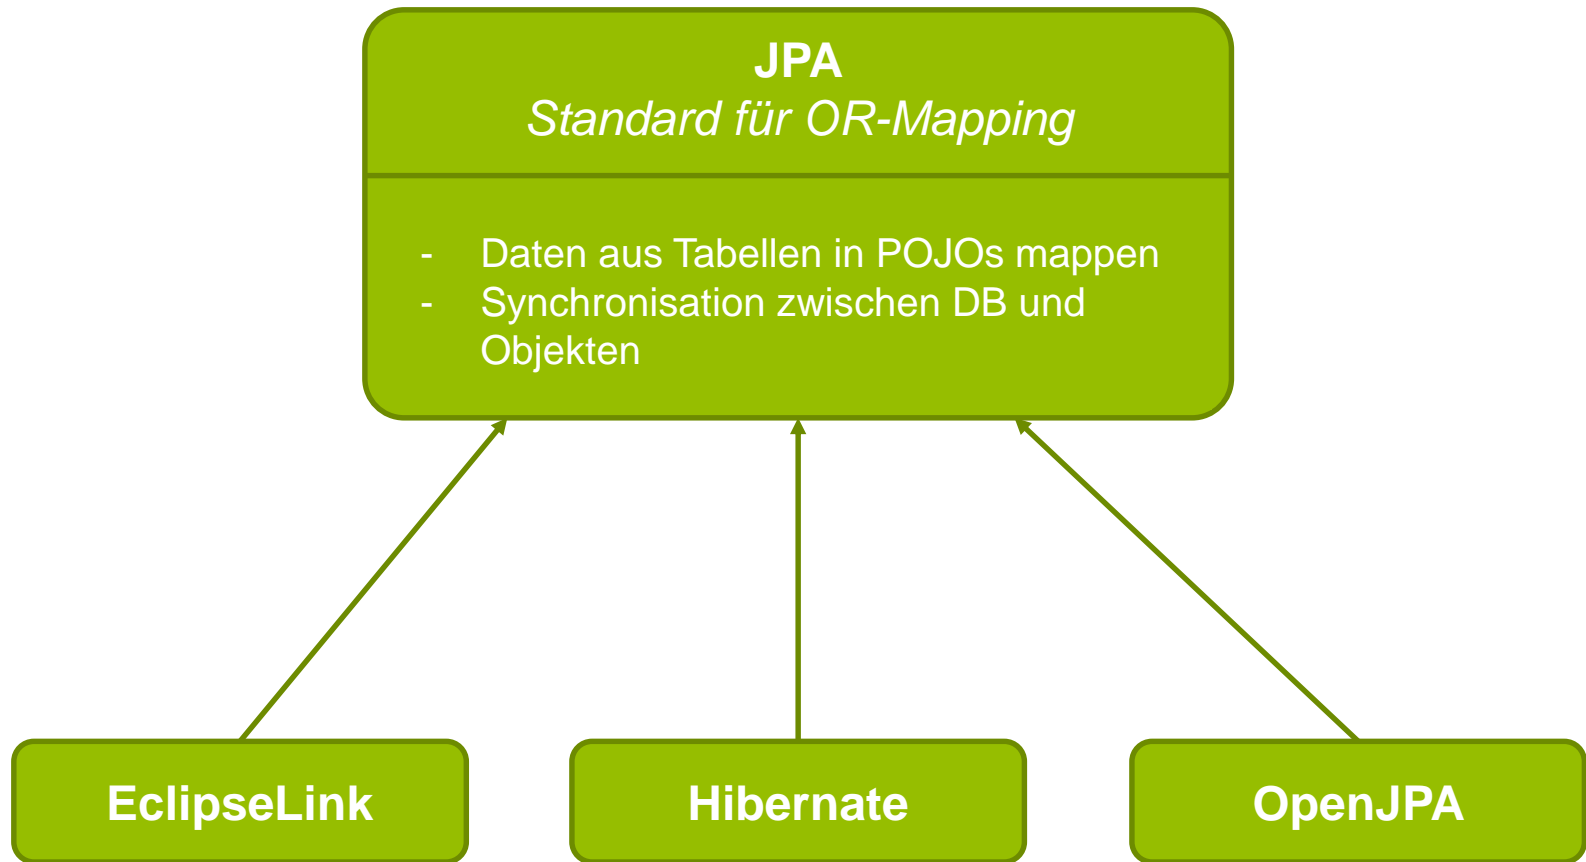 JPA
Standard für OR-Mapping
- Daten aus Tabellen in POJOs mappen
- Synchronisation zwischen DB und
Objekten
EclipseLink
Hibernate
OpenJPA